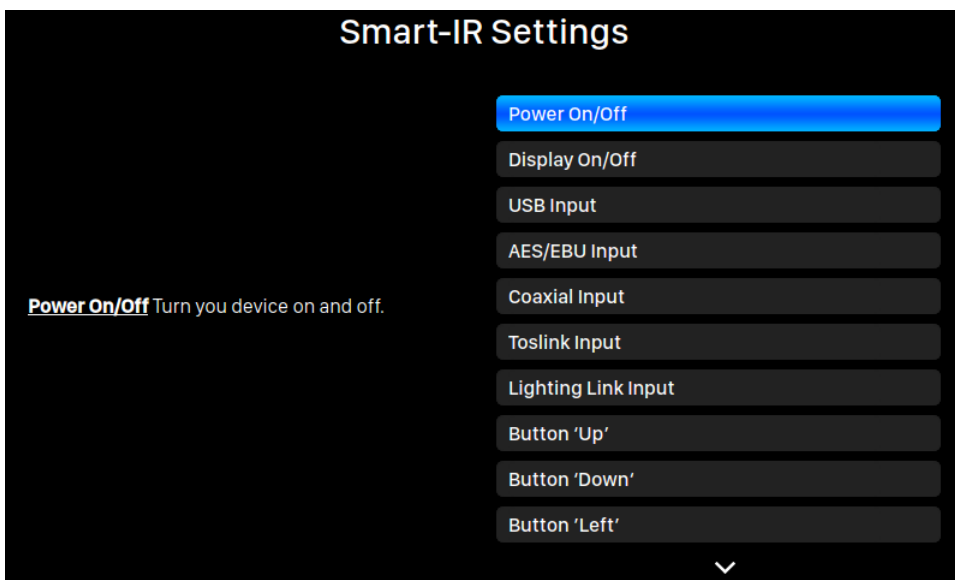 Smart-IR Settings
Power On/Off
Display On/Off
USB Input
AES/EBU Input
Coaxial Input
Power On/Off Turn you device on and off.
Toslink Input
Lighting Link Input
Button ‘Up’
Button ‘Down’
Button ‘Left’